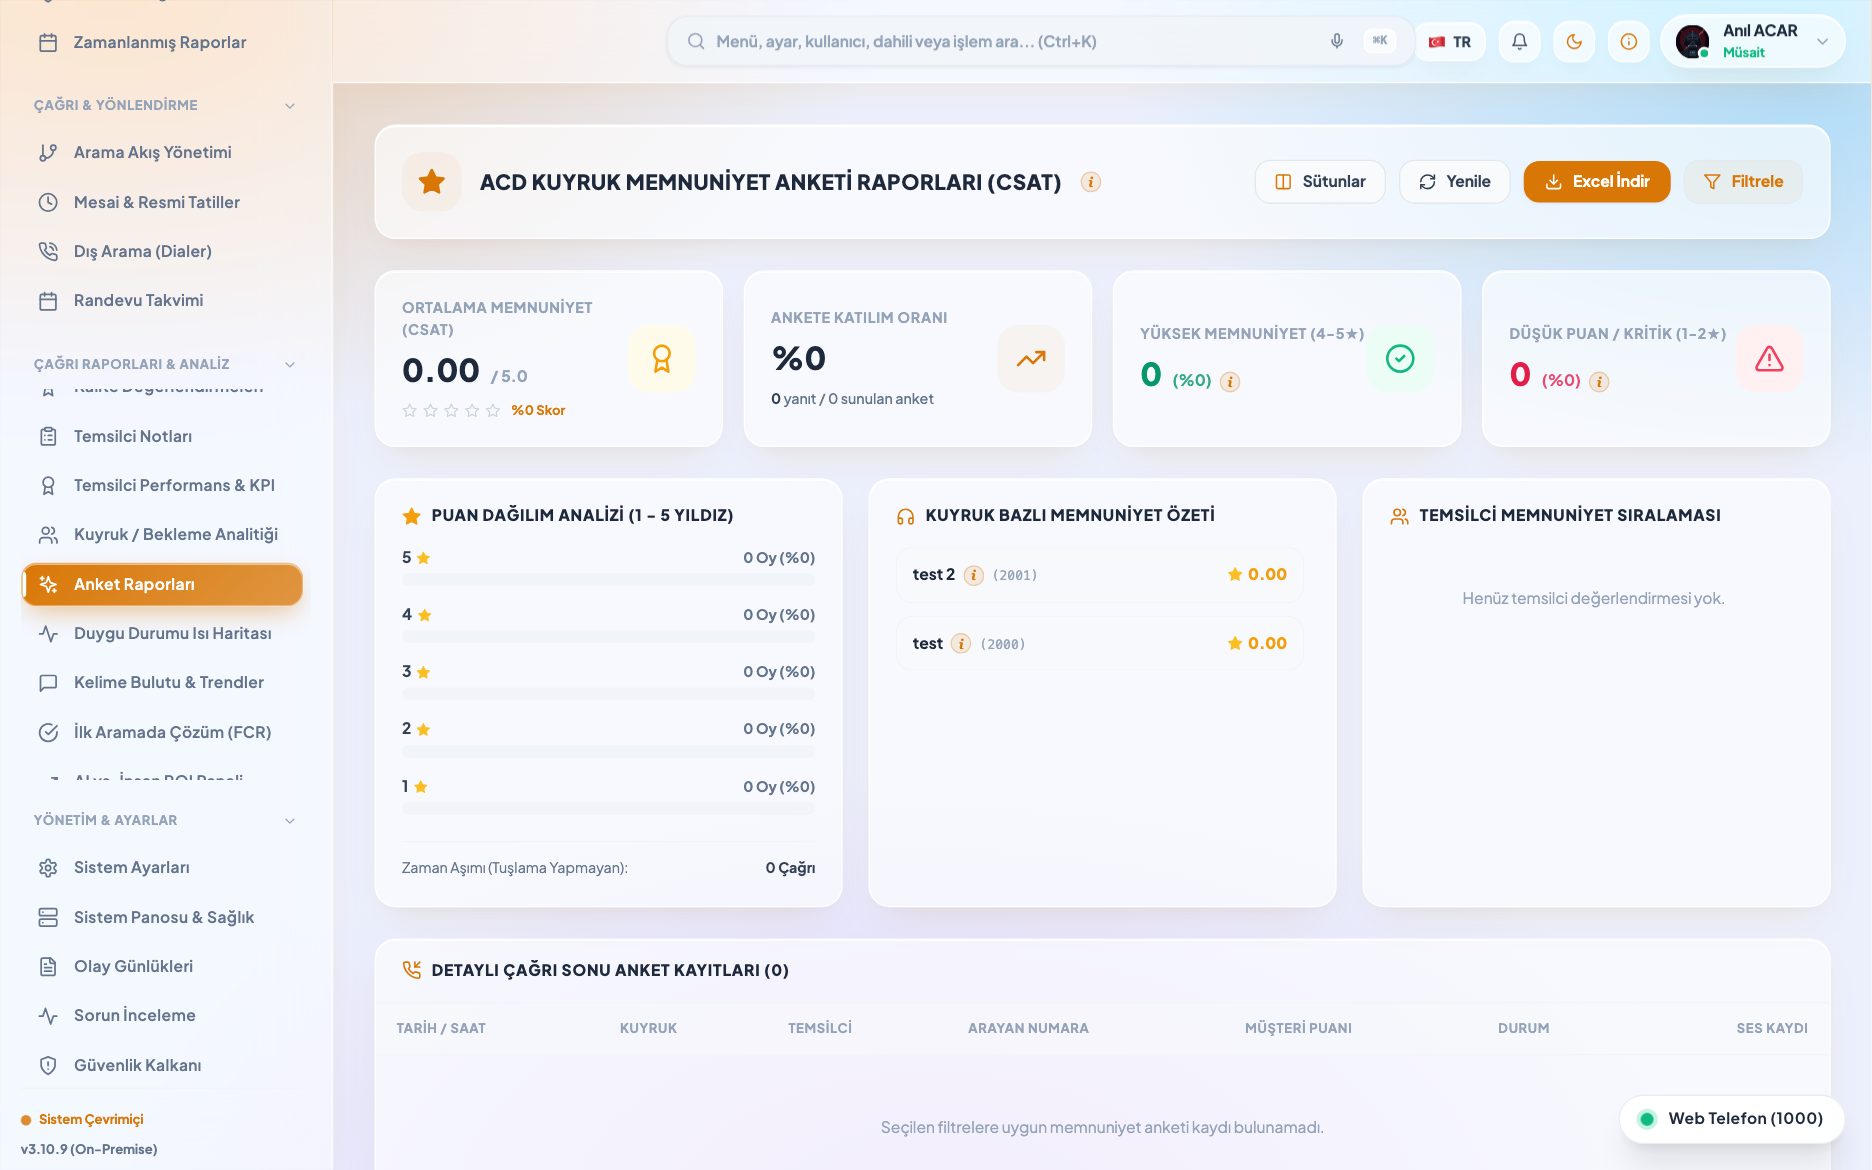 Zamanlanmış Raporlar
ÇAĞRI & YÖNLENDİRME
Arama Akış Yönetimi
Mesai & Resmi Tatiller
Dış Arama (Dialer)
Randevu Takvimi
ÇAĞRI RAPORLARI & ANALİZ
Kalite Değerlendirmeleri
Temsilci Notları
Temsilci Performans & KPI
Kuyruk / Bekleme Analitiği
Anket Raporları
Duygu Durumu Isı Haritası
Kelime Bulutu & Trendler
İlk Aramada Çözüm (FCR)
AI vs. İnsan ROI Paneli
YÖNETİM & AYARLAR
Sistem Ayarları
Sistem Panosu & Sağlık
Olay Günlükleri
Sorun İnceleme
Güvenlik Kalkanı
Sistem Çevrimiçi
v3.10.9 (On-Premise)
Menü, ayar, kullanıcı, dahili veya işlem ara... (Ctrl+K)
⌘K
TR
Anıl ACAR
Müsait
ACD KUYRUK MEMNUNİYET ANKETİ RAPORLARI (CSAT)
Sütunlar
Yenile
Excel İndir
Filtrele
ORTALAMA MEMNUNİYET
(CSAT)
0.00 / 5.0
%0 Skor
ANKETE KATILIM ORANI
%0
0 yanıt / 0 sunulan anket
YÜKSEK MEMNUNİYET (4-5★)
0 (%0)
DÜŞÜK PUAN / KRİTİK (1-2★)
0 (%0)
PUAN DAĞILIM ANALİZİ (1 - 5 YILDIZ)
5 0 Oy (%0)
4 0 Oy (%0)
3 0 Oy (%0)
2 0 Oy (%0)
1 0 Oy (%0)
Zaman Aşımı (Tuşlama Yapmayan): 0 Çağrı
KUYRUK BAZLI MEMNUNİYET ÖZETİ
test 2 (2001) 0.00
test (2000) 0.00
TEMSİLCİ MEMNUNİYET SIRALAMASI
Henüz temsilci değerlendirmesi yok.
DETAYLI ÇAĞRI SONU ANKET KAYITLARI (0)
TARİH / SAAT KUYRUK TEMSİLCİ ARAYAN NUMARA MÜŞTERİ PUANI DURUM SES KAYDI
Seçilen filtrelere uygun memnuniyet anketi kaydı bulunamadı.
Web Telefon (1000)